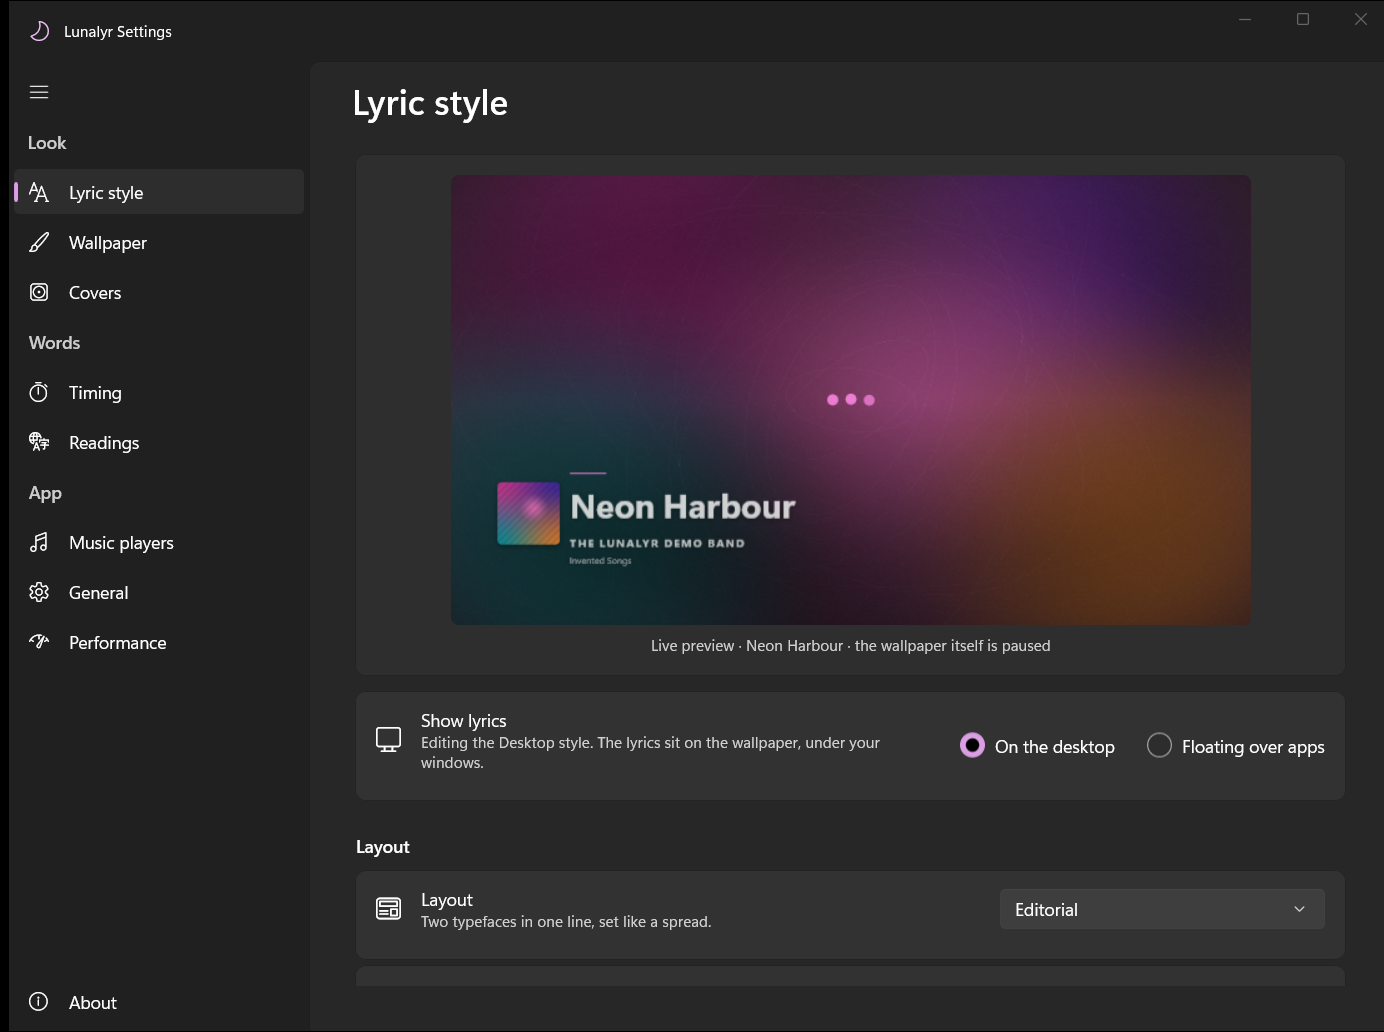 Lunalyr Settings
Look
Lyric style
Wallpaper
Covers
Words
Timing
Readings
App
Music players
General
Performance
About
Lyric style
Neon Harbour
THE LUNALYR DEMO BAND
Invented Songs
Live preview · Neon Harbour · the wallpaper itself is paused
Show lyrics
Editing the Desktop style. The lyrics sit on the wallpaper, under your
windows.
On the desktop
Floating over apps
Layout
Layout
Two typefaces in one line, set like a spread.
Editorial